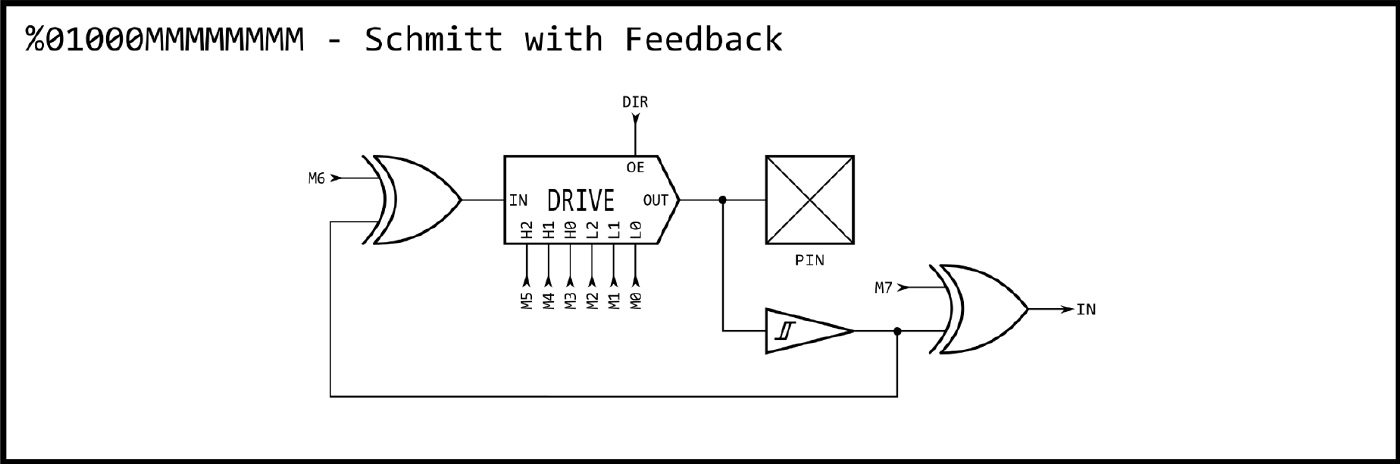 %01000MMMMMMMM - Schmitt with Feedback
DIR
M6
OE
IN DRIVE OUT
H2 H1 H0 L2 L1 L0
M5 M4 M3 M2 M1 M0
PIN
M7
IN